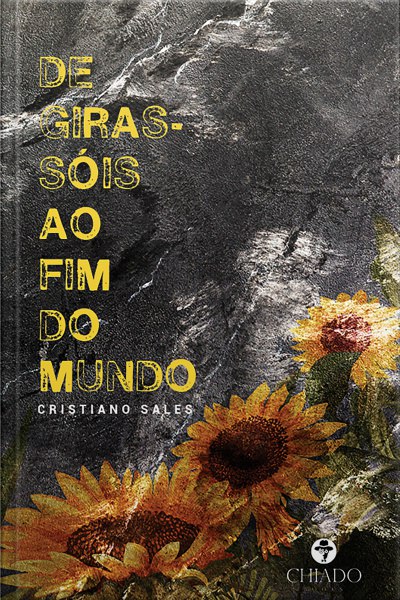 DE
GIRAS-
SÓIS
AO
FIM
DO
MUNDO
CRISTIANO SALES
CHIADO